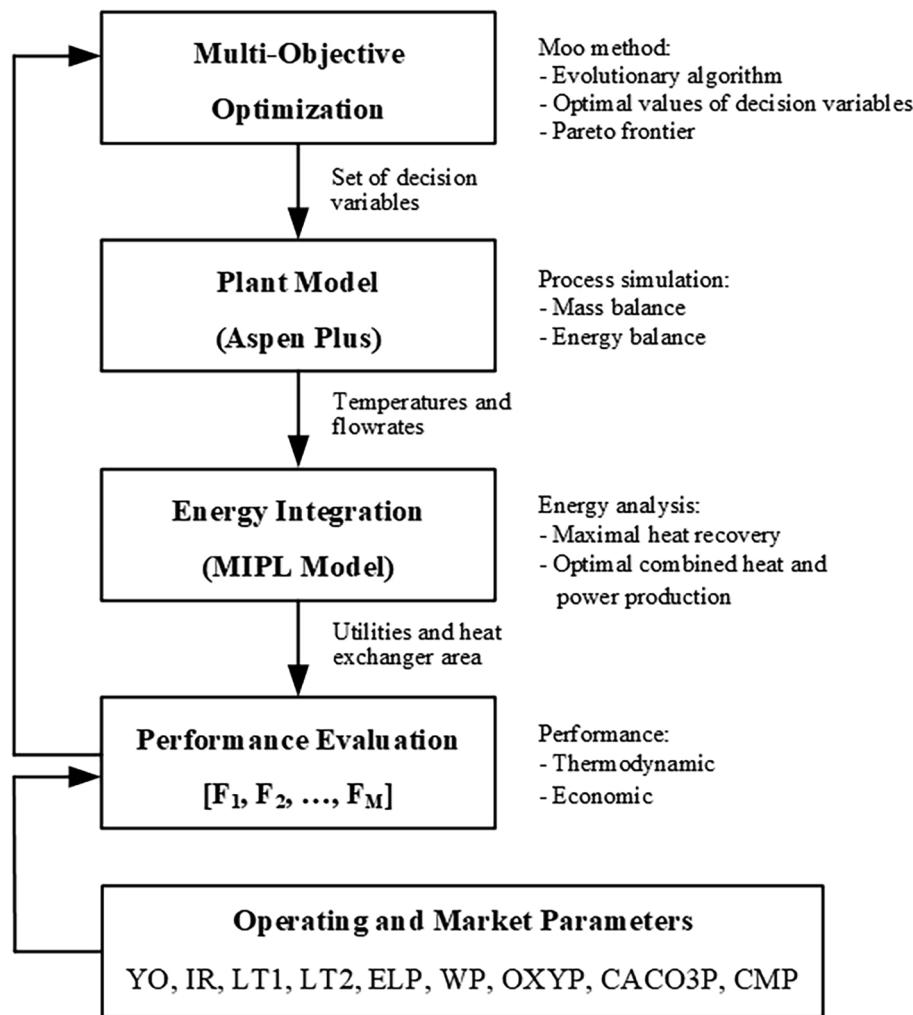 Multi-Objective
Optimization
Moo method:
- Evolutionary algorithm
- Optimal values of decision variables
- Pareto frontier
Set of decision
variables
Plant Model
(Aspen Plus)
Process simulation:
- Mass balance
- Energy balance
Temperatures and
flowrates
Energy Integration
(MIPL Model)
Energy analysis:
- Maximal heat recovery
- Optimal combined heat and
power production
Utilities and heat
exchanger area
Performance Evaluation
[F1, F2, ..., FM]
Performance:
- Thermodynamic
- Economic
Operating and Market Parameters
YO, IR, LT1, LT2, ELP, WP, OXYP, CACO3P, CMP